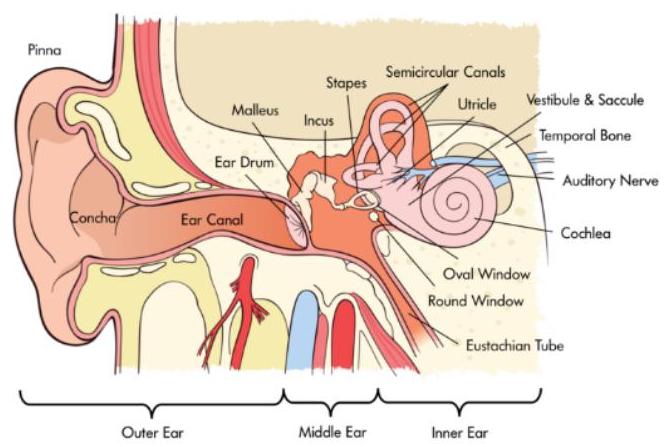 Pinna
Semicircular Canals
Stapes
Utricle
Vestibule & Saccule
Malleus
Incus
Temporal Bone
Ear Drum
Auditory Nerve
Concha
Ear Canal
Cochlea
Oval Window
Round Window
Eustachian Tube
Outer Ear
Middle Ear
Inner Ear